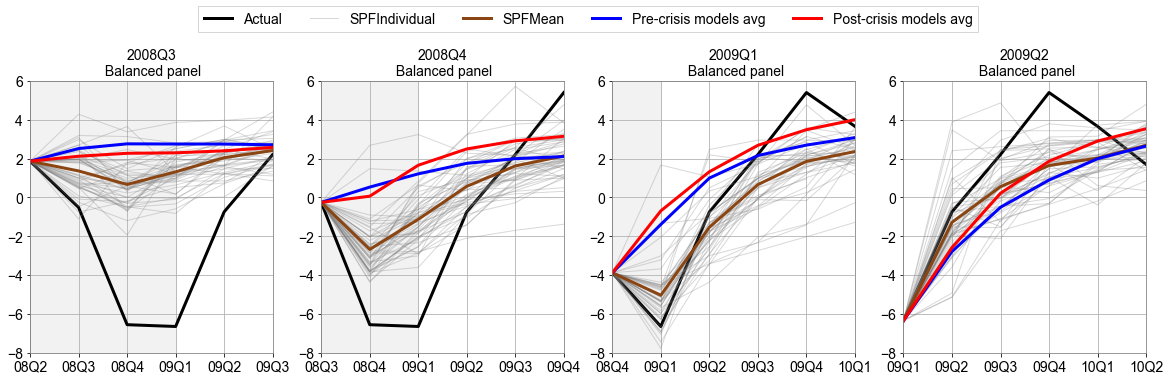 Actual SPFIndividual SPFMean Pre-crisis models avg Post-crisis models avg
2008Q3
Balanced panel
6
4
2
0
−2
−4
−6
−8
08Q2 08Q3 08Q4 09Q1 09Q2 09Q3
2008Q4
Balanced panel
6
4
2
0
−2
−4
−6
−8
08Q3 08Q4 09Q1 09Q2 09Q3 09Q4
2009Q1
Balanced panel
6
4
2
0
−2
−4
−6
−8
08Q4 09Q1 09Q2 09Q3 09Q4 10Q1
2009Q2
Balanced panel
6
4
2
0
−2
−4
−6
−8
09Q1 09Q2 09Q3 09Q4 10Q1 10Q2